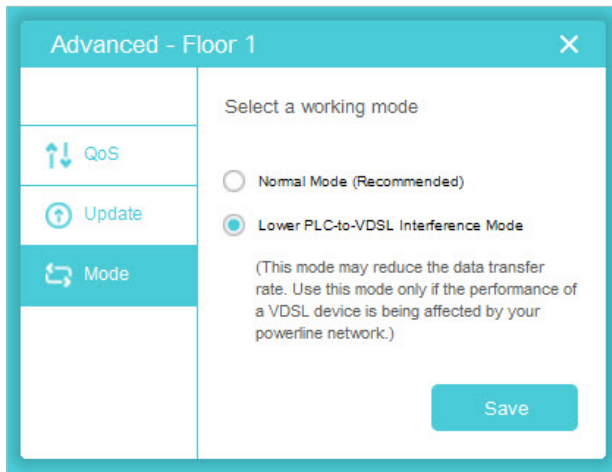 Advanced - Floor 1
Select a working mode
QoS
Normal Mode (Recommended)
Update
Lower PLC-to-VDSL Interference Mode
Mode
(This mode may reduce the data transfer
rate. Use this mode only if the performance of
a VDSL device is being affected by your
powerline network.)
Save